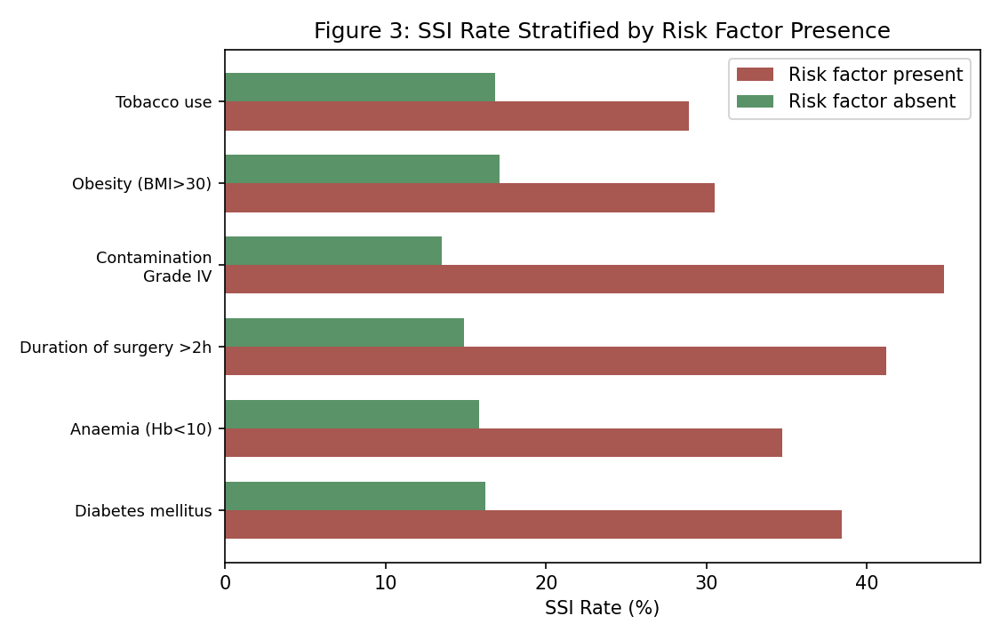 Figure 3: SSI Rate Stratified by Risk Factor Presence
Risk factor present
Risk factor absent
Tobacco use
Obesity (BMI>30)
Contamination
Grade IV
Duration of surgery >2h
Anaemia (Hb<10)
Diabetes mellitus
0 10 20 30 40
SSI Rate (%)